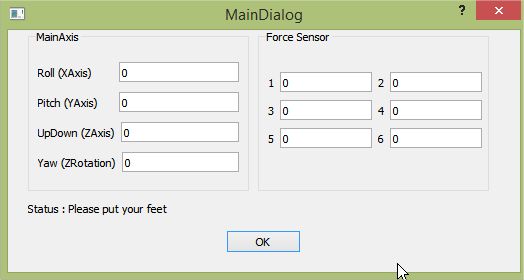 MainDialog
?
MainAxis
Roll (XAxis) 0
Pitch (YAxis) 0
UpDown (ZAxis) 0
Yaw (ZRotation) 0
Force Sensor
1 0 2 0
3 0 4 0
5 0 6 0
Status : Please put your feet
OK